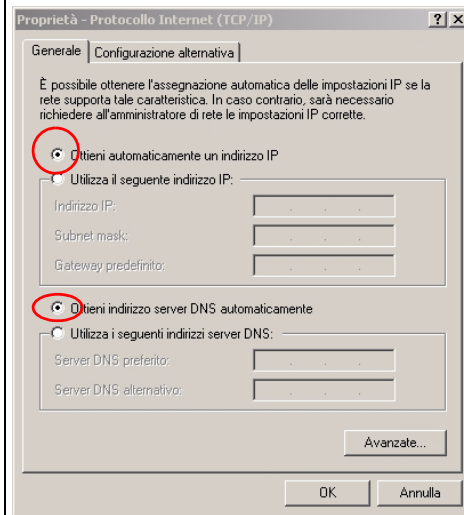 Proprietà - Protocollo Internet (TCP/IP)
Generale
Configurazione alternativa
È possibile ottenere l'assegnazione automatica delle impostazioni IP se la
rete supporta tale caratteristica. In caso contrario, sarà necessario
richiedere all'amministratore di rete le impostazioni IP corrette.
Ottieni automaticamente un indirizzo IP
Utilizza il seguente indirizzo IP:
Indirizzo IP:
Subnet mask:
Gateway predefinito:
Ottieni indirizzo server DNS automaticamente
Utilizza i seguenti indirizzi server DNS:
Server DNS preferito:
Server DNS alternativo:
Avanzate...
OK
Annulla